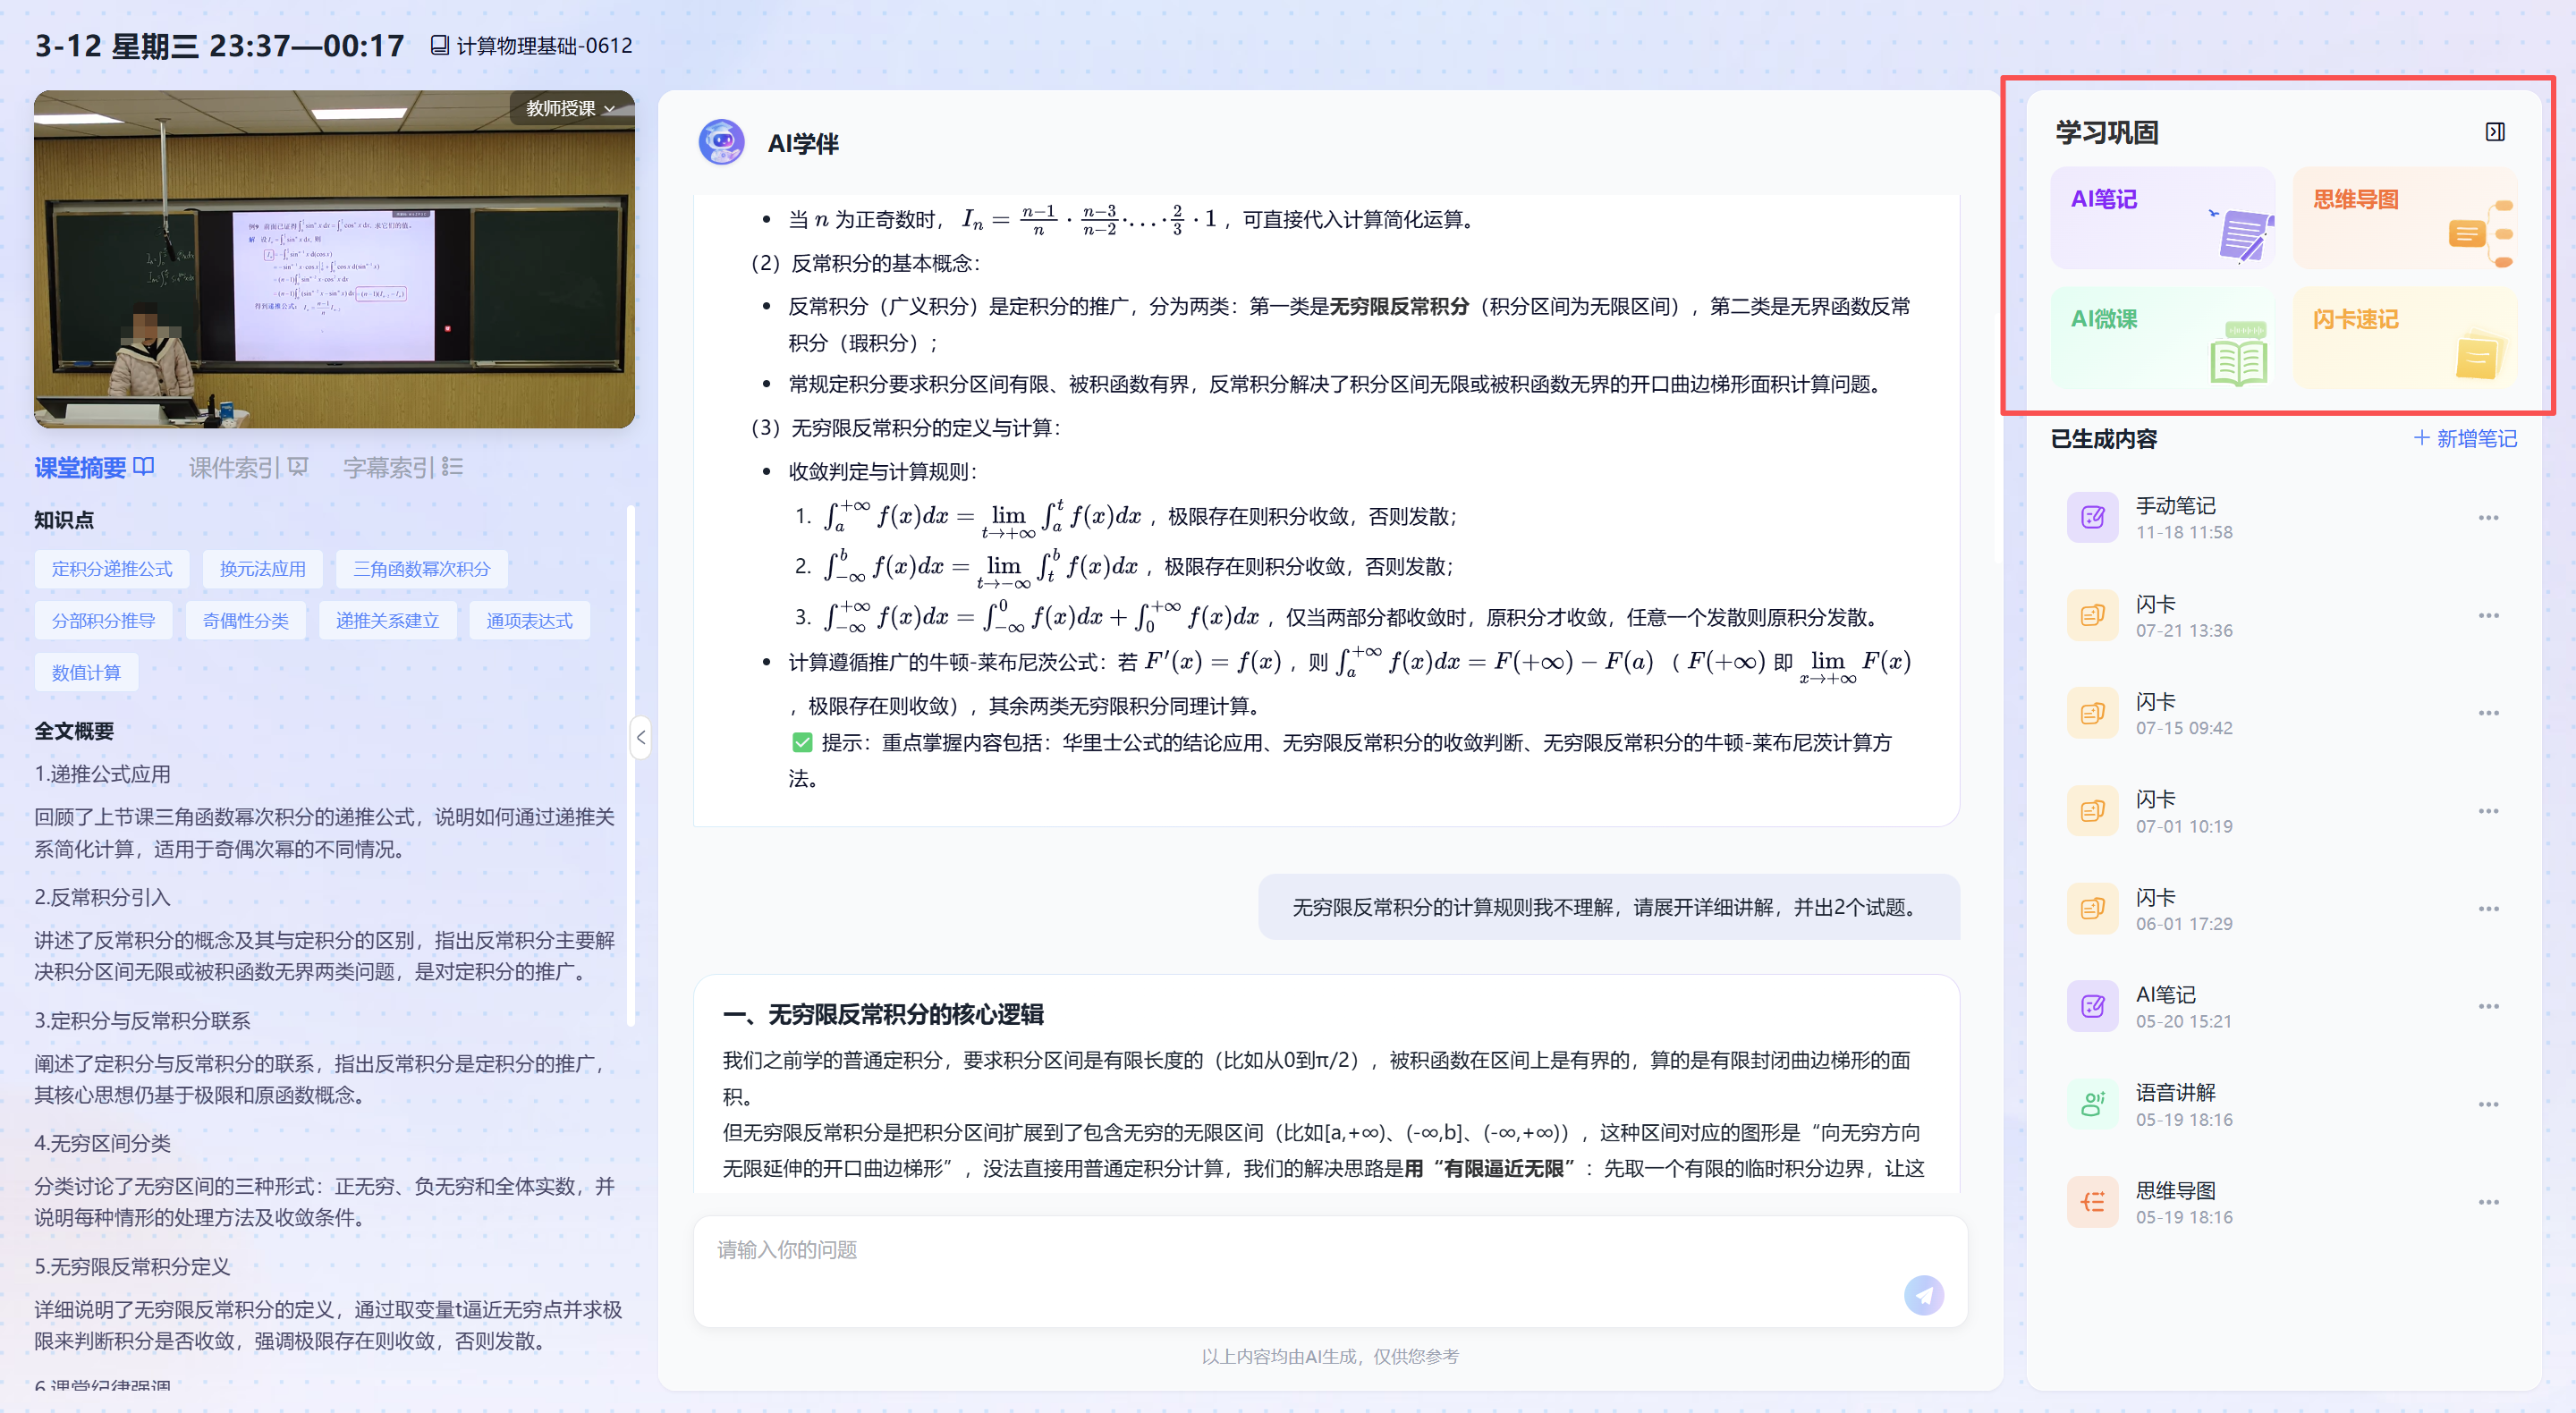 3-12 星期三 23:37—00:17 计算物理基础-0612
教师授课
课堂摘要 课件索引 字幕索引
知识点
定积分递推公式 换元法应用 三角函数幂次积分
分部积分推导 奇偶性分类 递推关系建立 通项表达式
数值计算
全文概要
1.递推公式应用
回顾了上节课三角函数幂次积分的递推公式，说明如何通过递推关
系简化计算，适用于奇偶次幂的不同情况。
2.反常积分引入
讲述了反常积分的概念及其与定积分的区别，指出反常积分主要解
决积分区间无限或被积函数无界两类问题，是对定积分的推广。
3.定积分与反常积分联系
阐述了定积分与反常积分的联系，指出反常积分是定积分的推广，
其核心思想仍基于极限和原函数概念。
4.无穷区间分类
分类讨论了无穷区间的三种形式：正无穷、负无穷和全体实数，并
说明每种情形的处理方法及收敛条件。
5.无穷限反常积分定义
详细说明了无穷限反常积分的定义，通过取变量t逼近无穷点并求极
限来判断积分是否收敛，强调极限存在则收敛，否则发散。
6.课堂纪律强调
AI学伴
• 当 n 为正奇数时， I_n = \frac{n-1}{n} · \frac{n-3}{n-2} · … · \frac{2}{3} · 1 ，可直接代入计算简化运算。
（2）反常积分的基本概念：
• 反常积分（广义积分）是定积分的推广，分为两类：第一类是无穷限反常积分（积分区间为无限区间），第二类是无界函数反常
积分（瑕积分）；
• 常规定积分要求积分区间有限、被积函数有界，反常积分解决了积分区间无限或被积函数无界的开口曲边梯形面积计算问题。
（3）无穷限反常积分的定义与计算：
• 收敛判定与计算规则：
1. ∫_a^{+∞} f(x)dx = lim_{t→+∞} ∫_a^t f(x)dx ，极限存在则积分收敛，否则发散；
2. ∫_{-∞}^b f(x)dx = lim_{t→-∞} ∫_t^b f(x)dx ，极限存在则积分收敛，否则发散；
3. ∫_{-∞}^{+∞} f(x)dx = ∫_{-∞}^0 f(x)dx + ∫_0^{+∞} f(x)dx ，仅当两部分都收敛时，原积分才收敛，任意一个发散则原积分发散。
• 计算遵循推广的牛顿-莱布尼茨公式：若 F′(x) = f(x) ，则 ∫_a^{+∞} f(x)dx = F(+∞) − F(a) （ F(+∞) 即 lim_{x→+∞} F(x)
，极限存在则收敛），其余两类无穷限积分同理计算。
✅ 提示：重点掌握内容包括：华里士公式的结论应用、无穷限反常积分的收敛判断、无穷限反常积分的牛顿-莱布尼茨计算方
法。
无穷限反常积分的计算规则我不理解，请展开详细讲解，并出2个试题。
一、无穷限反常积分的核心逻辑
我们之前学的普通定积分，要求积分区间是有限长度的（比如从0到π/2），被积函数在区间上是有界的，算的是有限封闭曲边梯形的面
积。
但无穷限反常积分是把积分区间扩展到了包含无穷的无限区间（比如[a,+∞)、(-∞,b]、(-∞,+∞)），这种区间对应的图形是“向无穷方向
无限延伸的开口曲边梯形”，没法直接用普通定积分计算，我们的解决思路是用“有限逼近无限”：先取一个有限的临时积分边界，让这
请输入你的问题
以上内容均由AI生成，仅供您参考
学习巩固
AI笔记 思维导图
AI微课 闪卡速记
已生成内容 + 新增笔记
手动笔记
11-18 11:58
闪卡
07-21 13:36
闪卡
07-15 09:42
闪卡
07-01 10:19
闪卡
06-01 17:29
AI笔记
05-20 15:21
语音讲解
05-19 18:16
思维导图
05-19 18:16